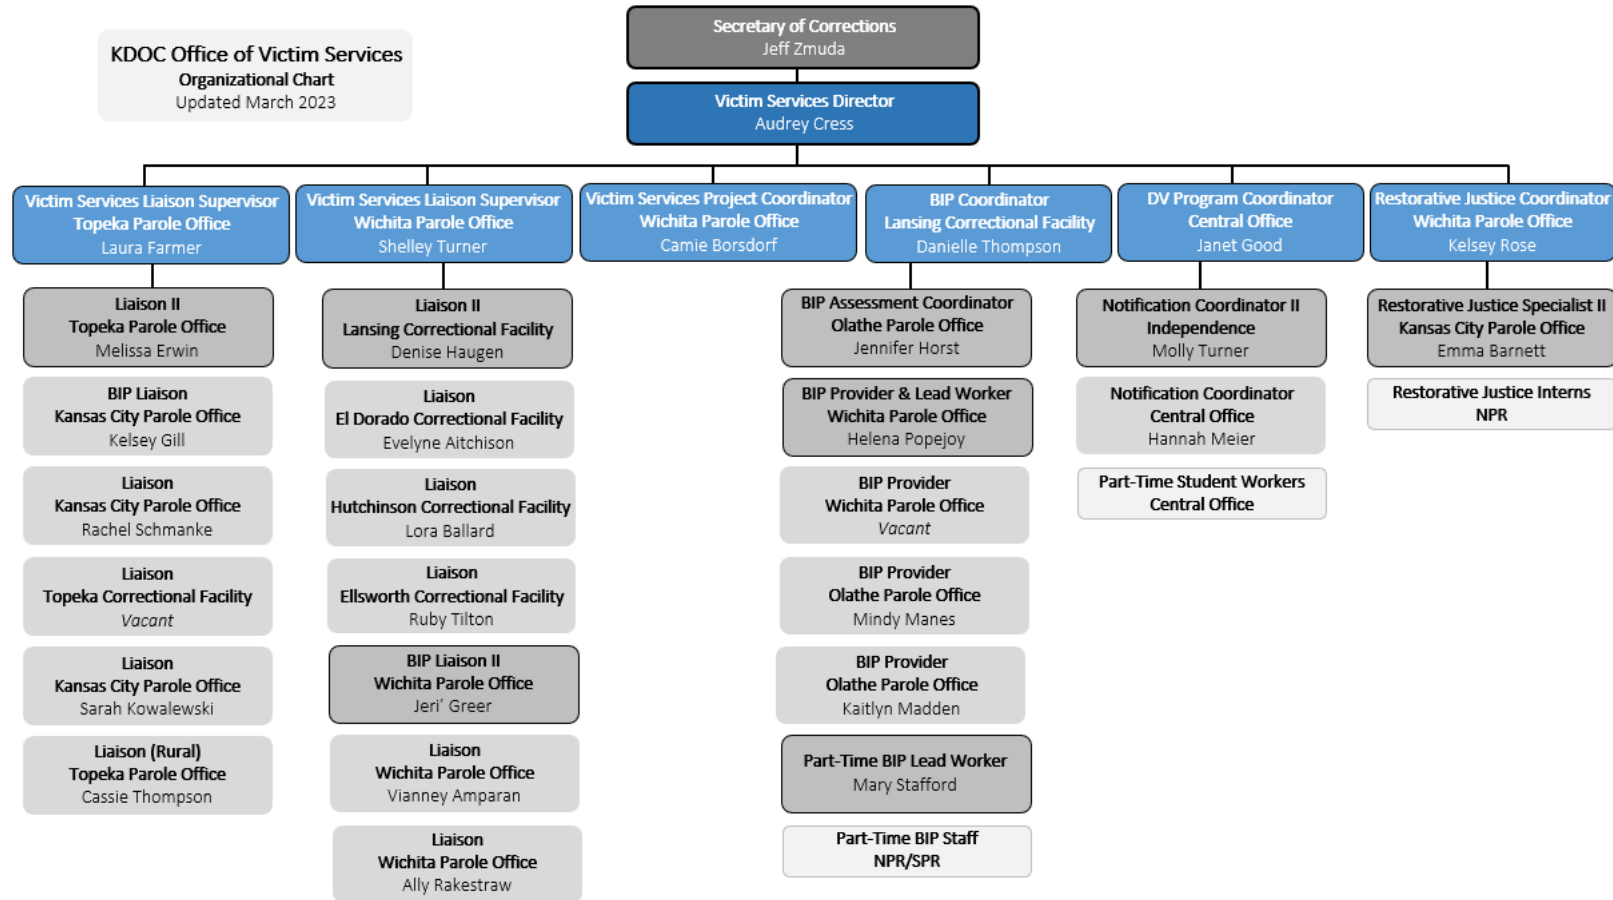 KDOC Office of Victim Services
Organizational Chart
Updated March 2023
Secretary of Corrections
Jeff Zmuda
Victim Services Director
Audrey Cress
Victim Services Liaison Supervisor
Topeka Parole Office
Laura Farmer
Liaison II
Topeka Parole Office
Melissa Erwin
BIP Liaison
Kansas City Parole Office
Kelsey Gill
Liaison
Kansas City Parole Office
Rachel Schmanke
Liaison
Topeka Correctional Facility
Vacant
Liaison
Kansas City Parole Office
Sarah Kowalewski
Liaison (Rural)
Topeka Parole Office
Cassie Thompson
Victim Services Liaison Supervisor
Wichita Parole Office
Shelley Turner
Liaison II
Lansing Correctional Facility
Denise Haugen
Liaison
El Dorado Correctional Facility
Evelyne Aitchison
Liaison
Hutchinson Correctional Facility
Lora Ballard
Liaison
Ellsworth Correctional Facility
Ruby Tilton
BIP Liaison II
Wichita Parole Office
Jeri’ Greer
Liaison
Wichita Parole Office
Vianney Amparan
Liaison
Wichita Parole Office
Ally Rakestraw
Victim Services Project Coordinator
Wichita Parole Office
Camie Borsdorf
BIP Coordinator
Lansing Correctional Facility
Danielle Thompson
BIP Assessment Coordinator
Olathe Parole Office
Jennifer Horst
BIP Provider & Lead Worker
Wichita Parole Office
Helena Popejoy
BIP Provider
Wichita Parole Office
Vacant
BIP Provider
Olathe Parole Office
Mindy Manes
BIP Provider
Olathe Parole Office
Kaitlyn Madden
Part-Time BIP Lead Worker
Mary Stafford
Part-Time BIP Staff
NPR/SPR
DV Program Coordinator
Central Office
Janet Good
Notification Coordinator II
Independence
Molly Turner
Notification Coordinator
Central Office
Hannah Meier
Part-Time Student Workers
Central Office
Restorative Justice Coordinator
Wichita Parole Office
Kelsey Rose
Restorative Justice Specialist II
Kansas City Parole Office
Emma Barnett
Restorative Justice Interns
NPR